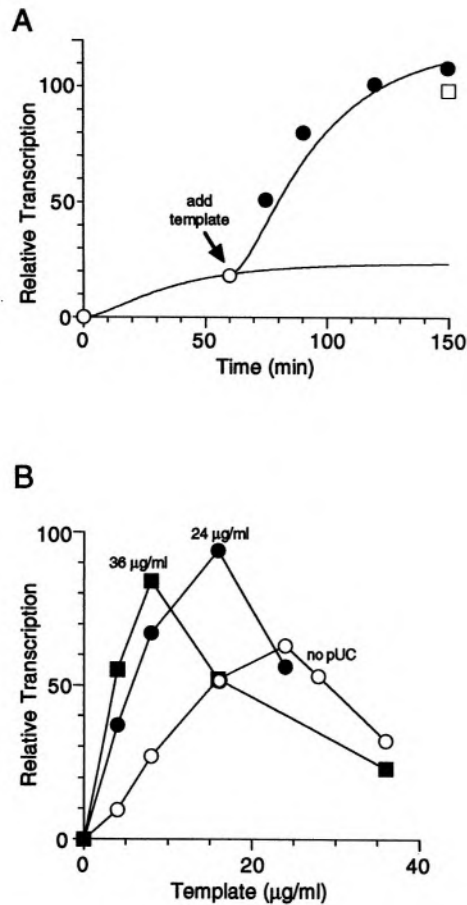 A
Relative Transcription
100
50
0
add
template
0
50
100
150
Time (min)
B
Relative Transcription
100
50
0
36 µg/ml
24 µg/ml
no pUC
0
20
40
Template (µg/ml)